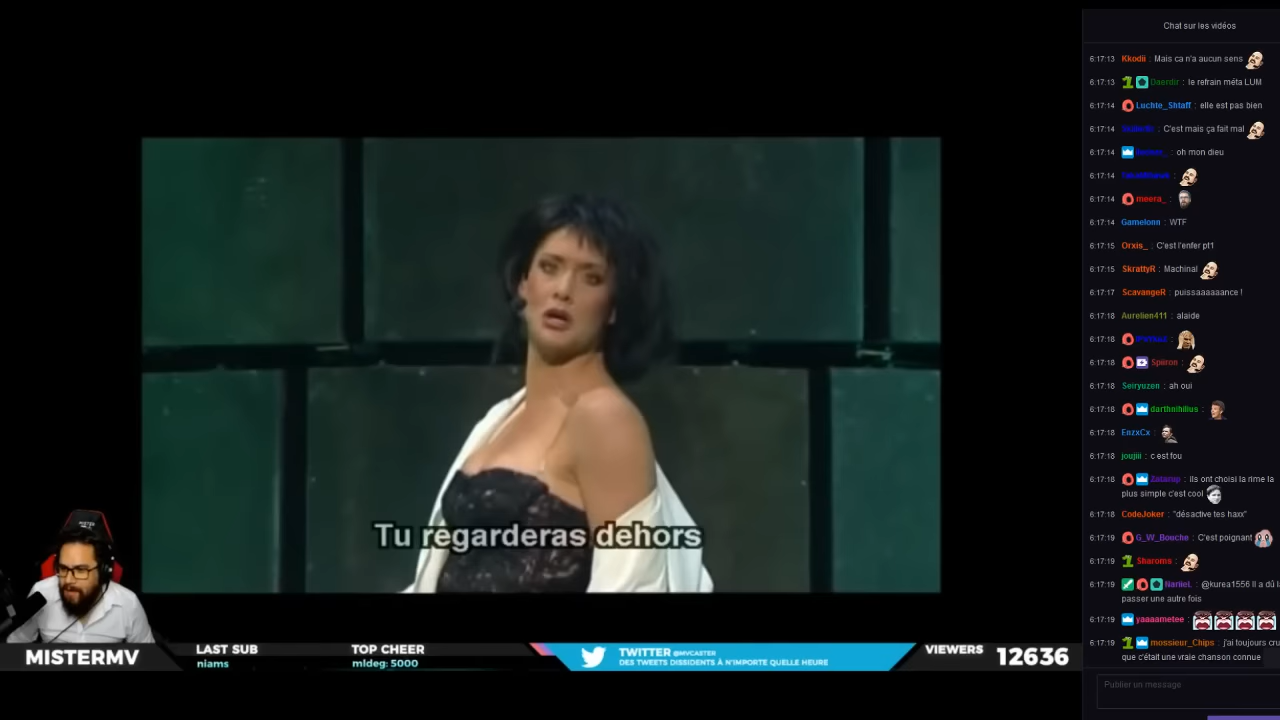 Chat sur les vidéos
6:17:13 Kkodii : Mais ca n'a aucun sens
6:17:13 Daerdir : le refrain méta LUM
6:17:14 Luchte_Shtaff : elle est pas bien
6:17:14 : C'est mais ça fait mal
6:17:14 : oh mon dieu
6:17:14 :
6:17:14 meera_ :
6:17:14 Gamelonn : WTF
6:17:15 Orxis_ : C'est l'enfer pt1
6:17:15 SkrattyR : Machinal
6:17:17 ScavangeR : puissaaaaaance !
6:17:18 Aurelien411 : alaide
6:17:18 :
6:17:18 Spiiron :
6:17:18 Seiryuzen : ah oui
6:17:18 darthnihilius :
6:17:18 EnzxCx :
6:17:18 joujiii : c est fou
6:17:18 Zatarup : ils ont choisi la rime la
plus simple c'est cool
6:17:18 CodeJoker : "désactive tes haxx"
6:17:19 G_W_Bouche : C'est poignant
6:17:19 Sharoms :
6:17:19 Nariiet. : @kurea1556 il a dû l
passer une autre fois
6:17:19 yaaaametee :
6:17:19 mossieur_Chips : j'ai toujours cru
que c'était une vraie chanson connue
Publier un message
Tu regarderas dehors
MISTERMV
LAST SUB
niams
TOP CHEER
mldeg: 5000
TWITTER @MVCASTER
DES TWEETS DISSIDENTS À N'IMPORTE QUELLE HEURE
VIEWERS 12636